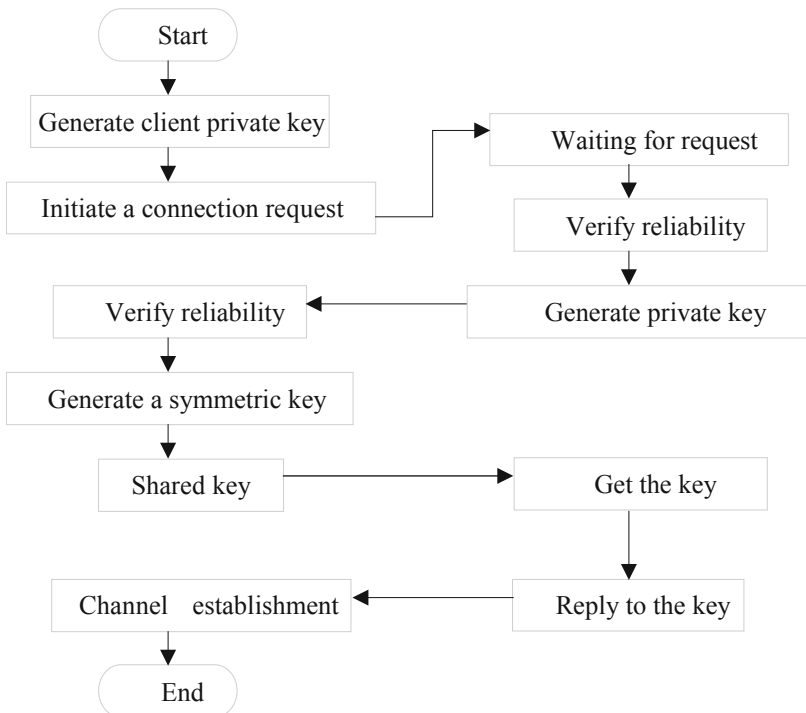 Start
Generate client private key
Initiate a connection request
Waiting for request
Verify reliability
Generate private key
Verify reliability
Generate a symmetric key
Shared key
Get the key
Reply to the key
Channel establishment
End